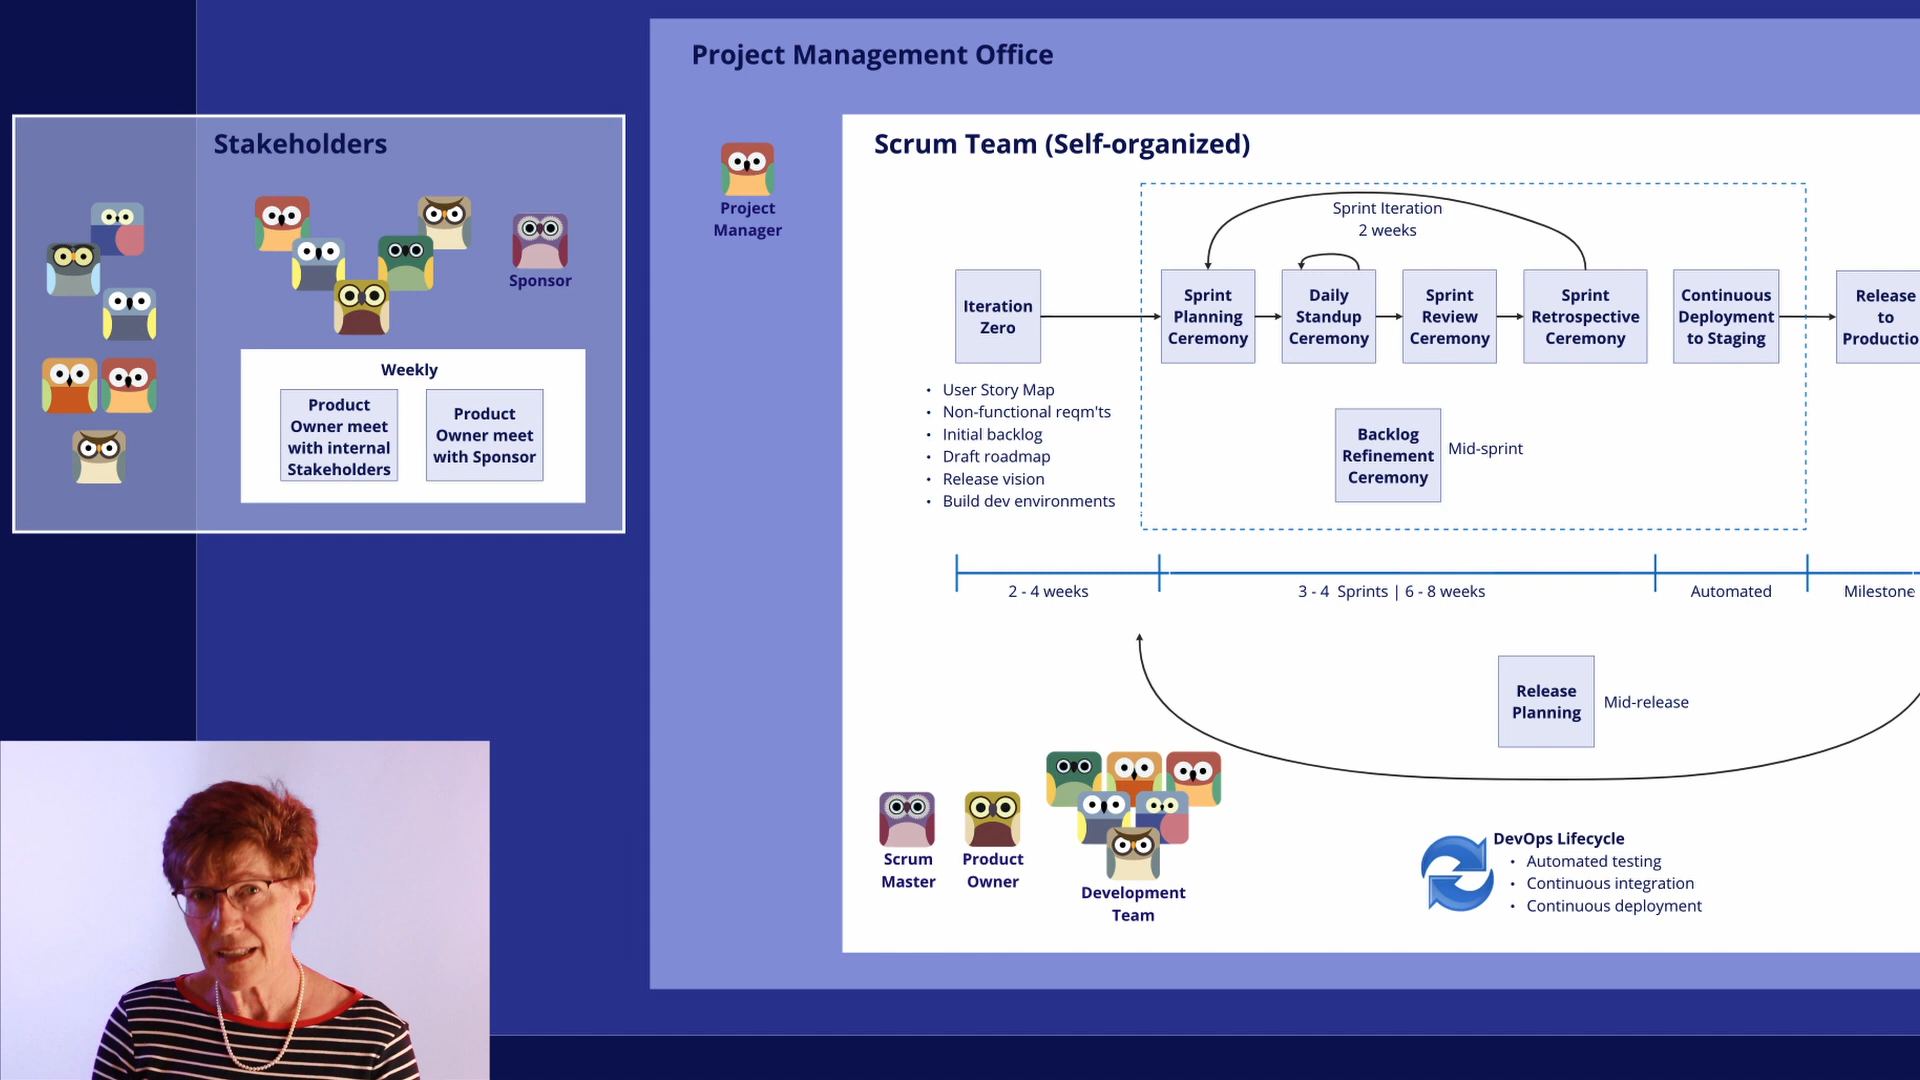 Project Management Office
Stakeholders
Sponsor
Weekly
Product
Owner meet
with internal
Stakeholders
Product
Owner meet
with Sponsor
Project
Manager
Scrum Team (Self-organized)
Sprint Iteration
2 weeks
Iteration
Zero
Sprint
Planning
Ceremony
Daily
Standup
Ceremony
Sprint
Review
Ceremony
Sprint
Retrospective
Ceremony
Continuous
Deployment
to Staging
Release
to
Productio
• User Story Map
• Non-functional reqm'ts
• Initial backlog
• Draft roadmap
• Release vision
• Build dev environments
Backlog
Refinement
Ceremony
Mid-sprint
2 - 4 weeks
3 - 4 Sprints | 6 - 8 weeks
Automated
Milestone
Release
Planning
Mid-release
Scrum
Master
Product
Owner
Development
Team
DevOps Lifecycle
• Automated testing
• Continuous integration
• Continuous deployment